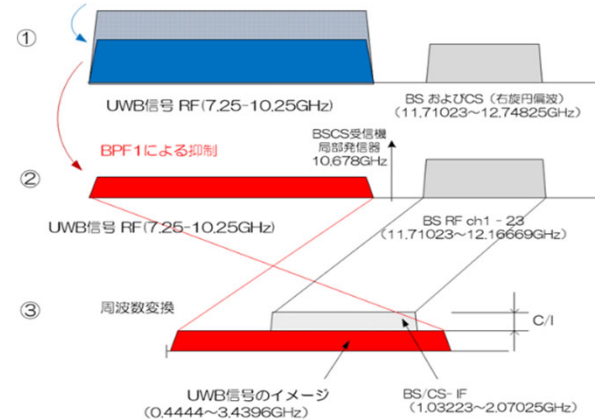 ①
UWB信号 RF(7.25-10.25GHz)
BS およびCS（右旋円偏波）
(11.71023～12.74825GHz)
BPF1による抑制
BSCS受信機
局部発信器
10.678GHz
②
UWB信号 RF(7.25-10.25GHz)
BS RF ch1 - 23
(11.71023～12.16669GHz)
③
周波数変換
C/I
UWB信号のイメージ
(0.4444～3.4396GHz)
BS/CS- IF
(1.03223～2.07025GHz)